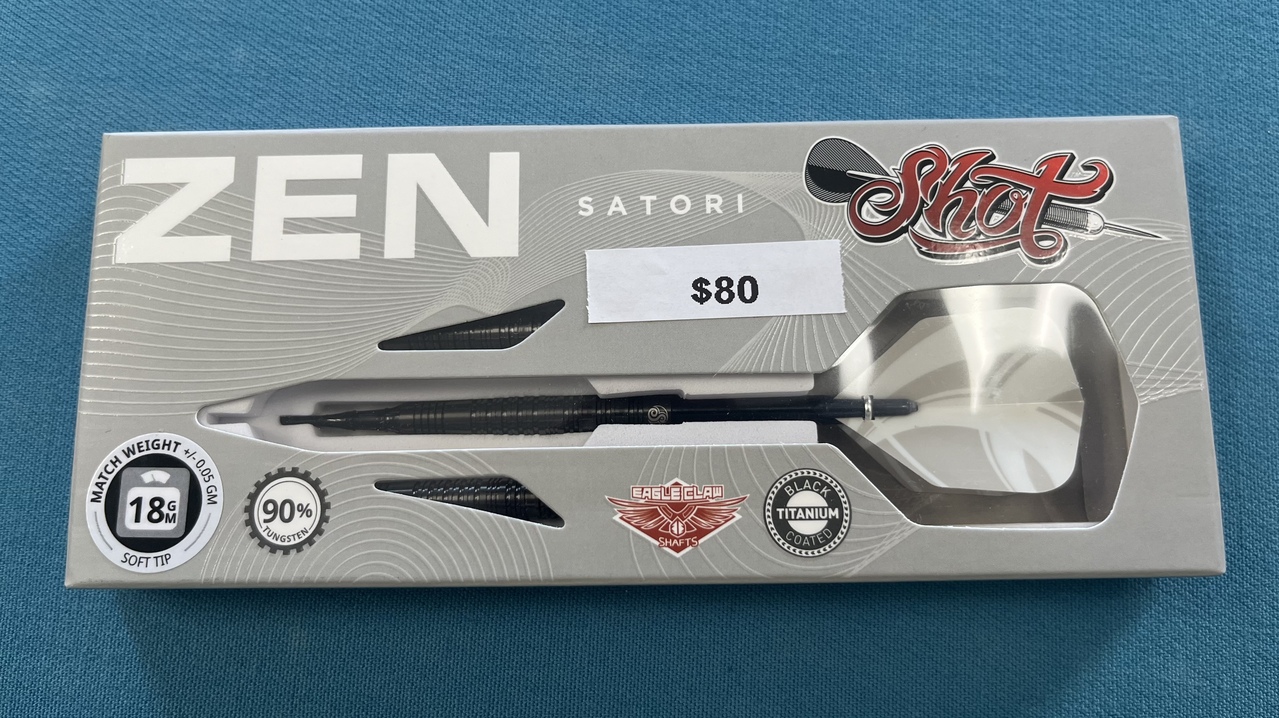 ZEN
SATORI
Shot
$80
MATCH WEIGHT +/- 0.05 GM
18 GM
SOFT TIP
90%
TUNGSTEN
EAGLE CLAW
SHAFTS
BLACK
TITANIUM
COATED